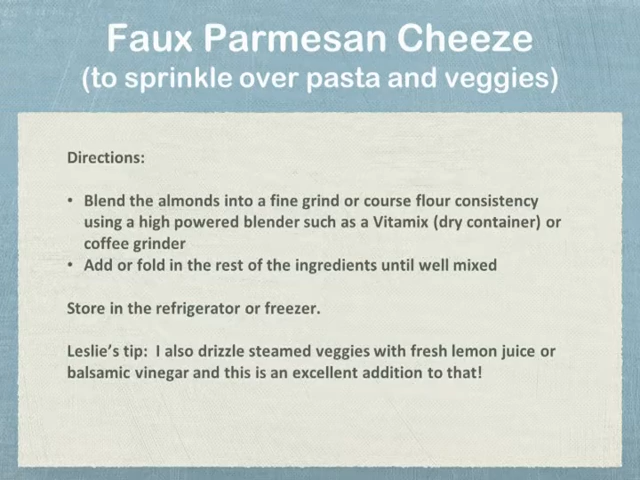 Faux Parmesan Cheeze
(to sprinkle over pasta and veggies)
Directions:
• Blend the almonds into a fine grind or course flour consistency
using a high powered blender such as a Vitamix (dry container) or
coffee grinder
• Add or fold in the rest of the ingredients until well mixed
Store in the refrigerator or freezer.
Leslie’s tip:  I also drizzle steamed veggies with fresh lemon juice or
balsamic vinegar and this is an excellent addition to that!